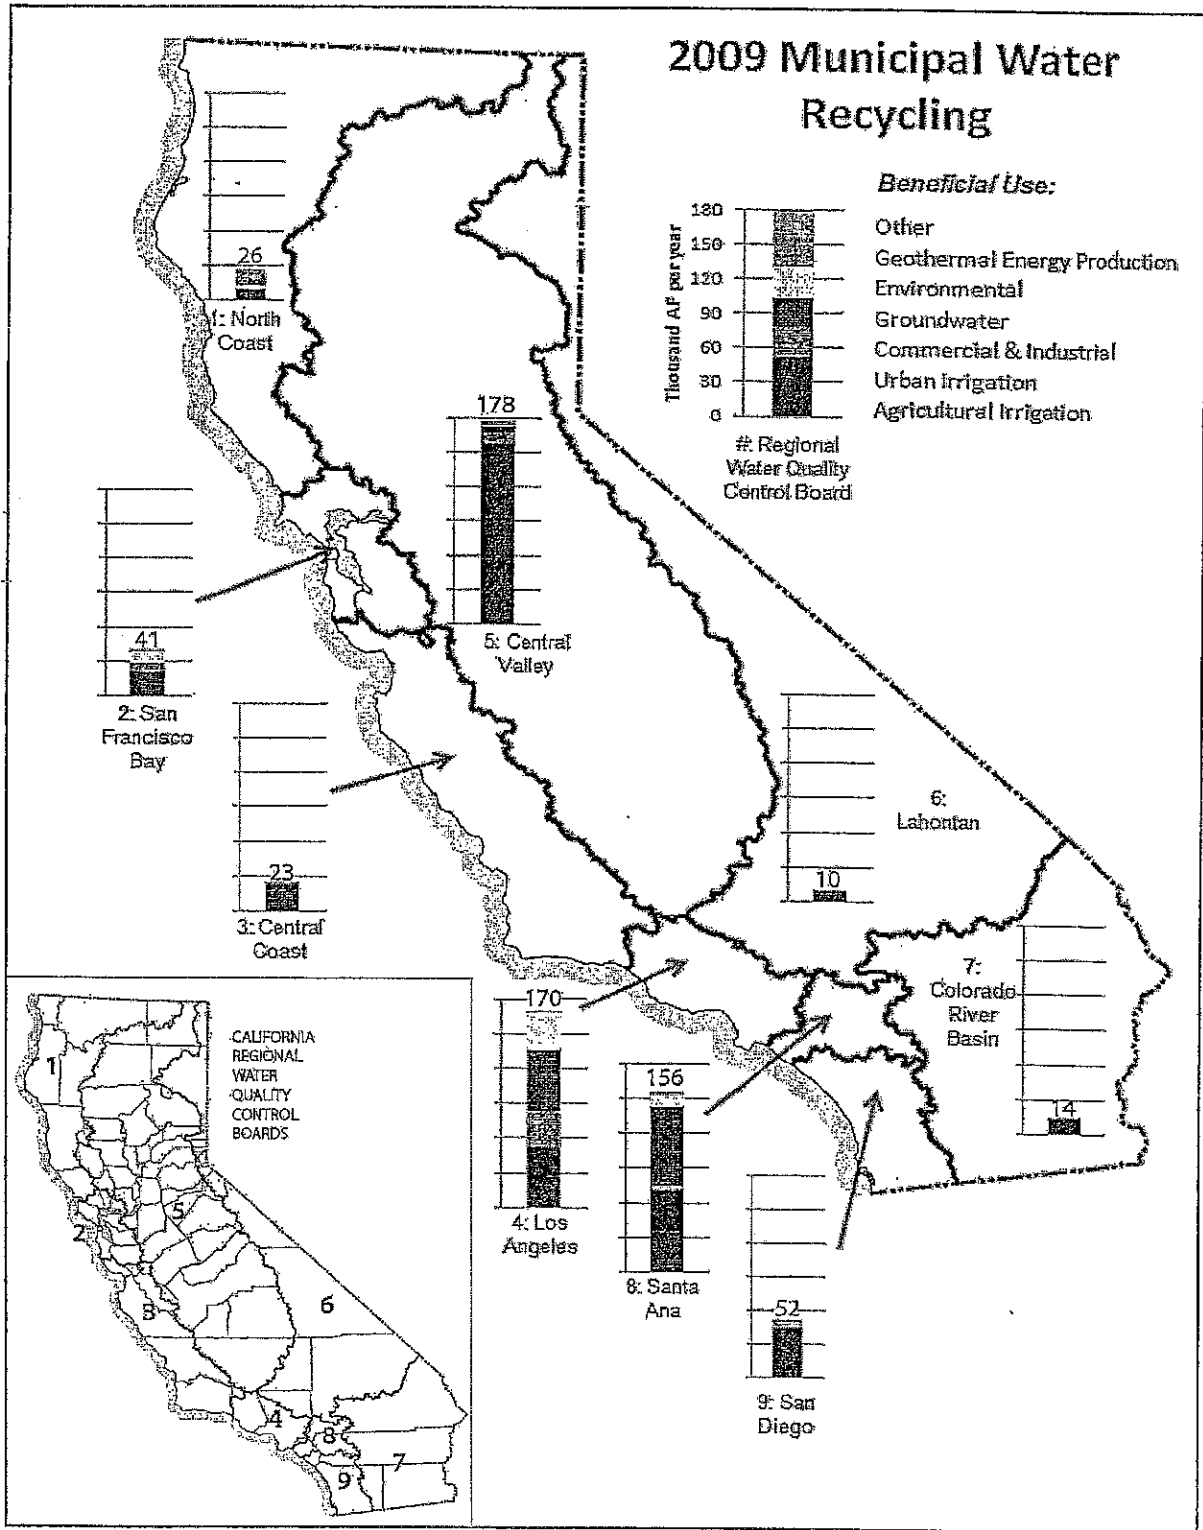 2009 Municipal Water
Recycling
Beneficial Use:
Other
Geothermal Energy Production
Environmental
Groundwater
Commercial & Industrial
Urban Irrigation
Agricultural Irrigation
Thousand AF per year
180
150
120
90
60
30
0
#: Regional
Water Quality
Control Board
26
1: North
Coast
178
5: Central
Valley
41
2: San
Francisco
Bay
23
3: Central
Coast
6:
Lahontan
10
7:
Colorado
River
Basin
14
170
4: Los
Angeles
156
8: Santa
Ana
52
9: San
Diego
CALIFORNIA
REGIONAL
WATER
QUALITY
CONTROL
BOARDS
1
2
5
3
6
4
8
7
9